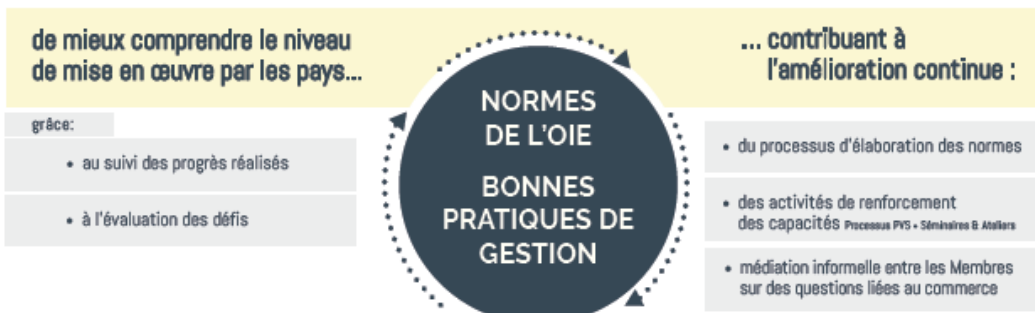 de mieux comprendre le niveau
de mise en œuvre par les pays...
grâce:
• au suivi des progrès réalisés
• à l'évaluation des défis
NORMES
DE L'OIE
BONNES
PRATIQUES DE
GESTION
... contribuant à
l'amélioration continue :
• du processus d'élaboration des normes
• des activités de renforcement
des capacités Processus PVS • Séminaires & Ateliers
• médiation informelle entre les Membres
sur des questions liées au commerce